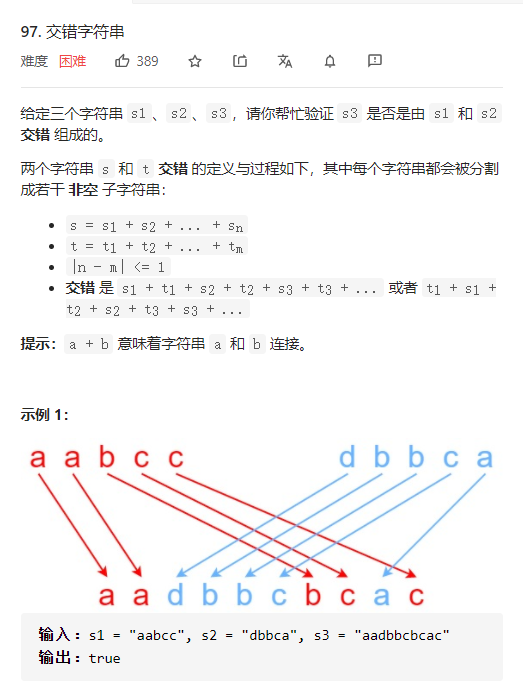 97. 交错字符串
难度 困难 389
给定三个字符串 s1、s2、s3，请你帮忙验证 s3 是否是由 s1 和 s2
交错 组成的。
两个字符串 s 和 t 交错 的定义与过程如下，其中每个字符串都会被分割
成若干 非空 子字符串：
• s = s1 + s2 + ... + sn
• t = t1 + t2 + ... + tm
• |n - m| <= 1
• 交错 是 s1 + t1 + s2 + t2 + s3 + t3 + ... 或者 t1 + s1 +
t2 + s2 + t3 + s3 + ...
提示：a + b 意味着字符串 a 和 b 连接。
示例 1：
a a b c c d b b c a
a a d b b c b c a c
输入：s1 = "aabcc", s2 = "dbbca", s3 = "aadbbcbcac"
输出：true